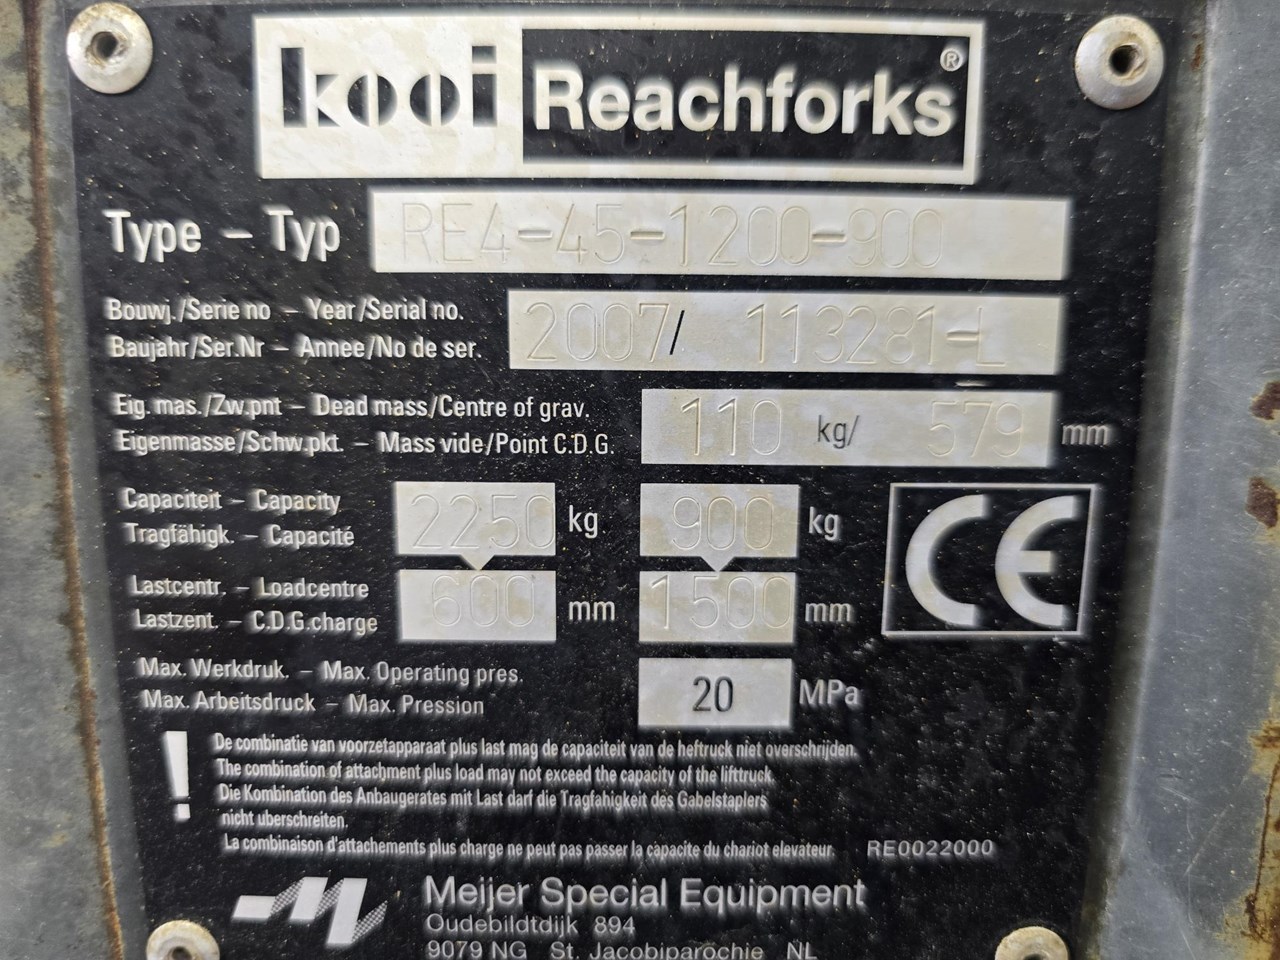 kooi Reachforks®
Type – Typ RE4-45-1200-900
Bouwj./Serie no – Year/Serial no.
Baujahr/Ser.Nr – Annee/No de ser. 2007/ 113281-L
Eig. mas./Zw.pnt – Dead mass/Centre of grav.
Eigenmasse/Schw.pkt. – Mass vide/Point C.D.G. 110 kg/ 579 mm
Capaciteit – Capacity
Tragfähigk. – Capacité 2250 kg 900 kg
CE
Lastcentr. – Loadcentre
Lastzent. – C.D.G.charge 600 mm 1500 mm
Max. Werkdruk. – Max. Operating pres.
Max. Arbeitsdruck – Max. Pression 20 MPa
! De combinatie van voorzetapparaat plus last mag de capaciteit van de heftruck niet overschrijden.
The combination of attachment plus load may not exceed the capacity of the lifttruck.
Die Kombination des Anbaugerates mit Last darf die Tragfahigkeit des Gabelstaplers
nicht uberschreiten.
La combinaison d'attachements plus charge ne peut pas passer la capacite du chariot elevateur. RE0022000
Meijer Special Equipment
Oudebildtdijk 894
9079 NG St. Jacobiparochie NL